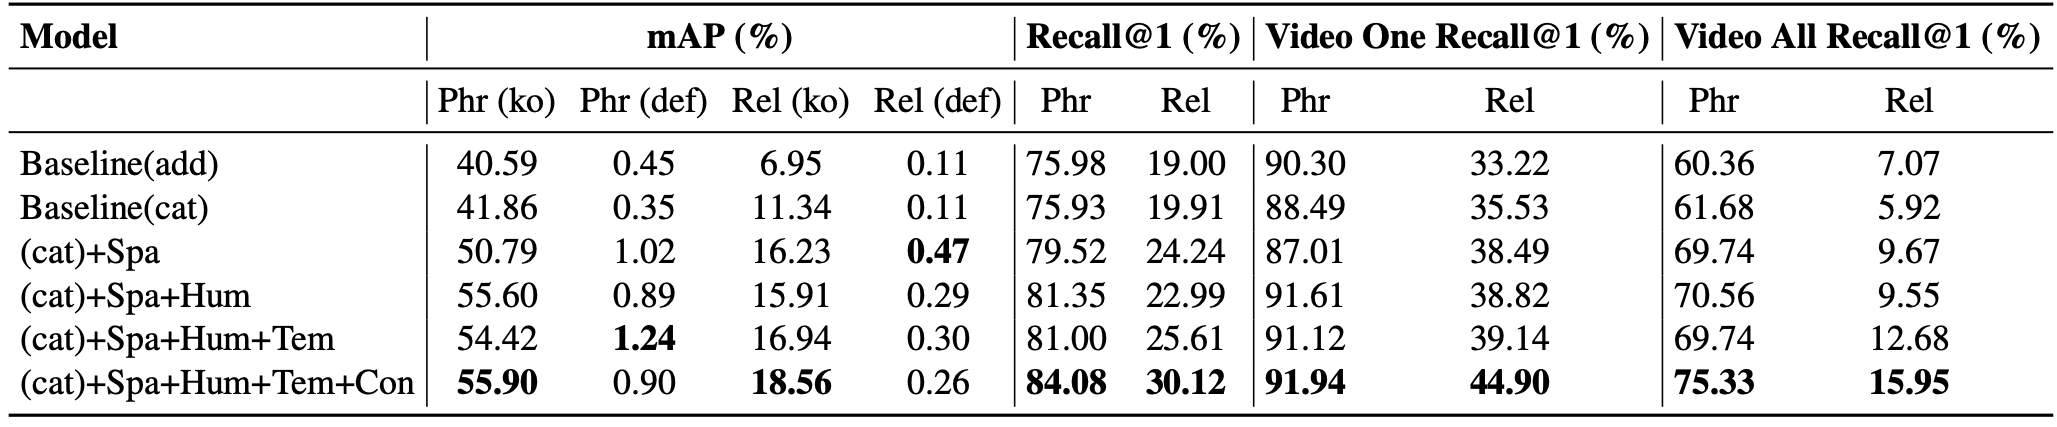 Model mAP (%) Recall@1 (%) Video One Recall@1 (%) Video All Recall@1 (%)
Phr (ko) Phr (def) Rel (ko) Rel (def) Phr Rel Phr Rel Phr Rel
Baseline(add) 40.59 0.45 6.95 0.11 75.98 19.00 90.30 33.22 60.36 7.07
Baseline(cat) 41.86 0.35 11.34 0.11 75.93 19.91 88.49 35.53 61.68 5.92
(cat)+Spa 50.79 1.02 16.23 0.47 79.52 24.24 87.01 38.49 69.74 9.67
(cat)+Spa+Hum 55.60 0.89 15.91 0.29 81.35 22.99 91.61 38.82 70.56 9.55
(cat)+Spa+Hum+Tem 54.42 1.24 16.94 0.30 81.00 25.61 91.12 39.14 69.74 12.68
(cat)+Spa+Hum+Tem+Con 55.90 0.90 18.56 0.26 84.08 30.12 91.94 44.90 75.33 15.95